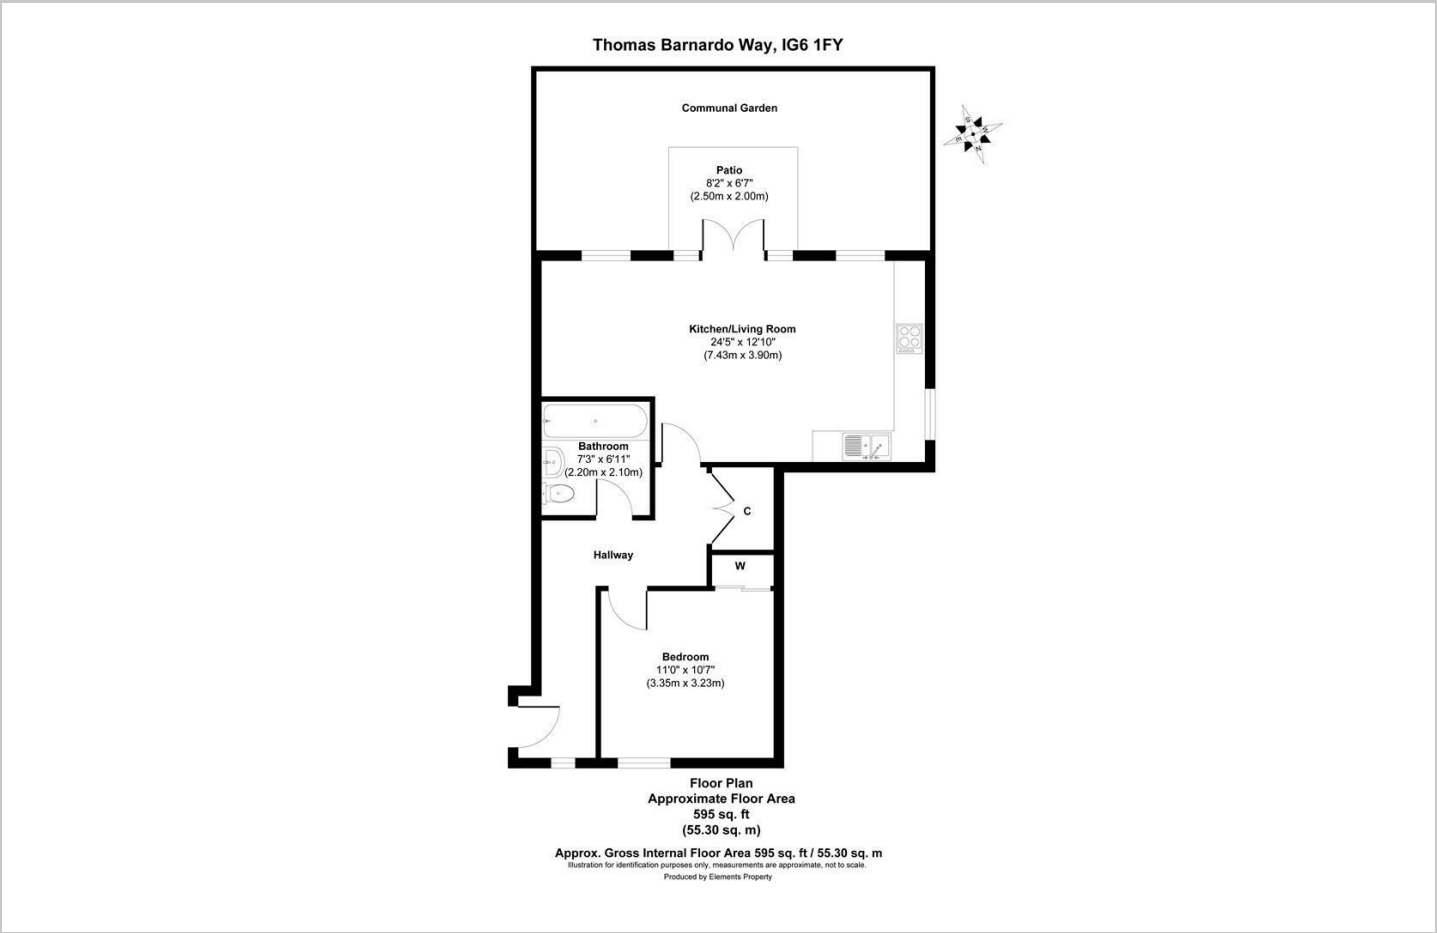 Thomas Barnardo Way, IG6 1FY
Communal Garden
S
W
E
N
Patio
8'2" x 6'7"
(2.50m x 2.00m)
Kitchen/Living Room
24'5" x 12'10"
(7.43m x 3.90m)
Bathroom
7'3" x 6'11"
(2.20m x 2.10m)
C
Hallway
W
Bedroom
11'0" x 10'7"
(3.35m x 3.23m)
Floor Plan
Approximate Floor Area
595 sq. ft
(55.30 sq. m)
Approx. Gross Internal Floor Area 595 sq. ft / 55.30 sq. m
Illustration for identification purposes only, measurements are approximate, not to scale.
Produced by Elements Property